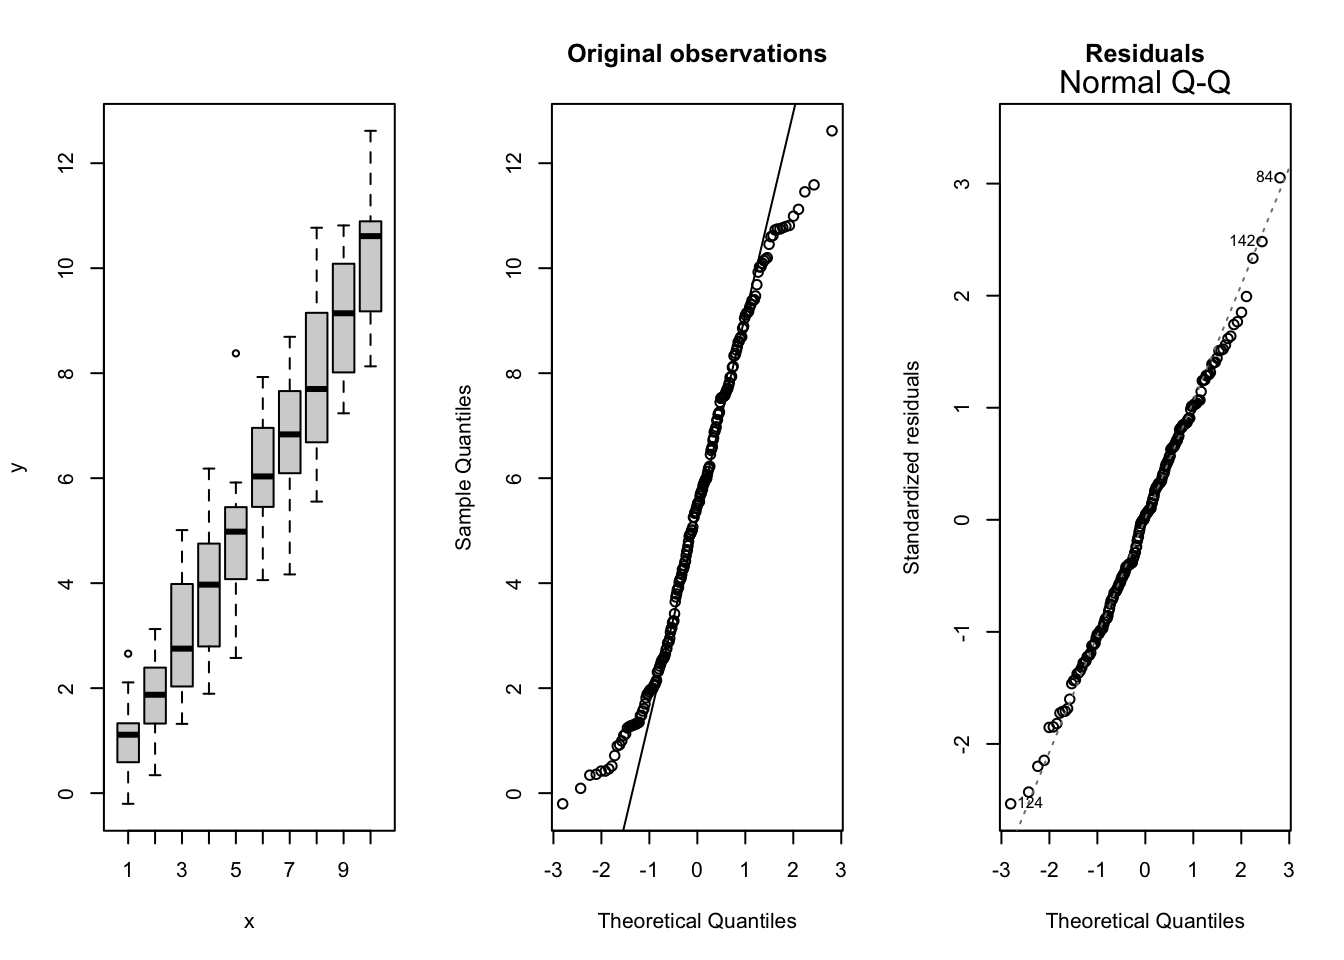 y
12
10
8
6
4
2
0
1 3 5 7 9
x
Original observations
Sample Quantiles
12
10
8
6
4
2
0
-3 -2 -1 0 1 2 3
Theoretical Quantiles
Residuals
Normal Q-Q
Standardized residuals
3
2
1
0
-1
-2
84
142
124
-3 -2 -1 0 1 2 3
Theoretical Quantiles